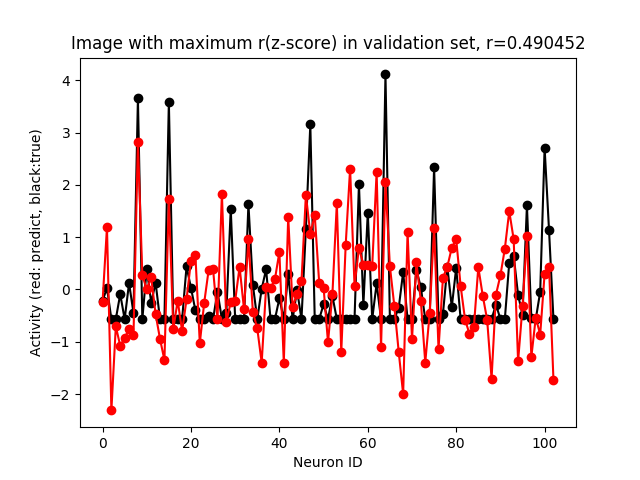 Image with maximum r(z-score) in validation set, r=0.490452
Activity (red: predict, black:true)
4
3
2
1
0
−1
−2
0 20 40 60 80 100
Neuron ID